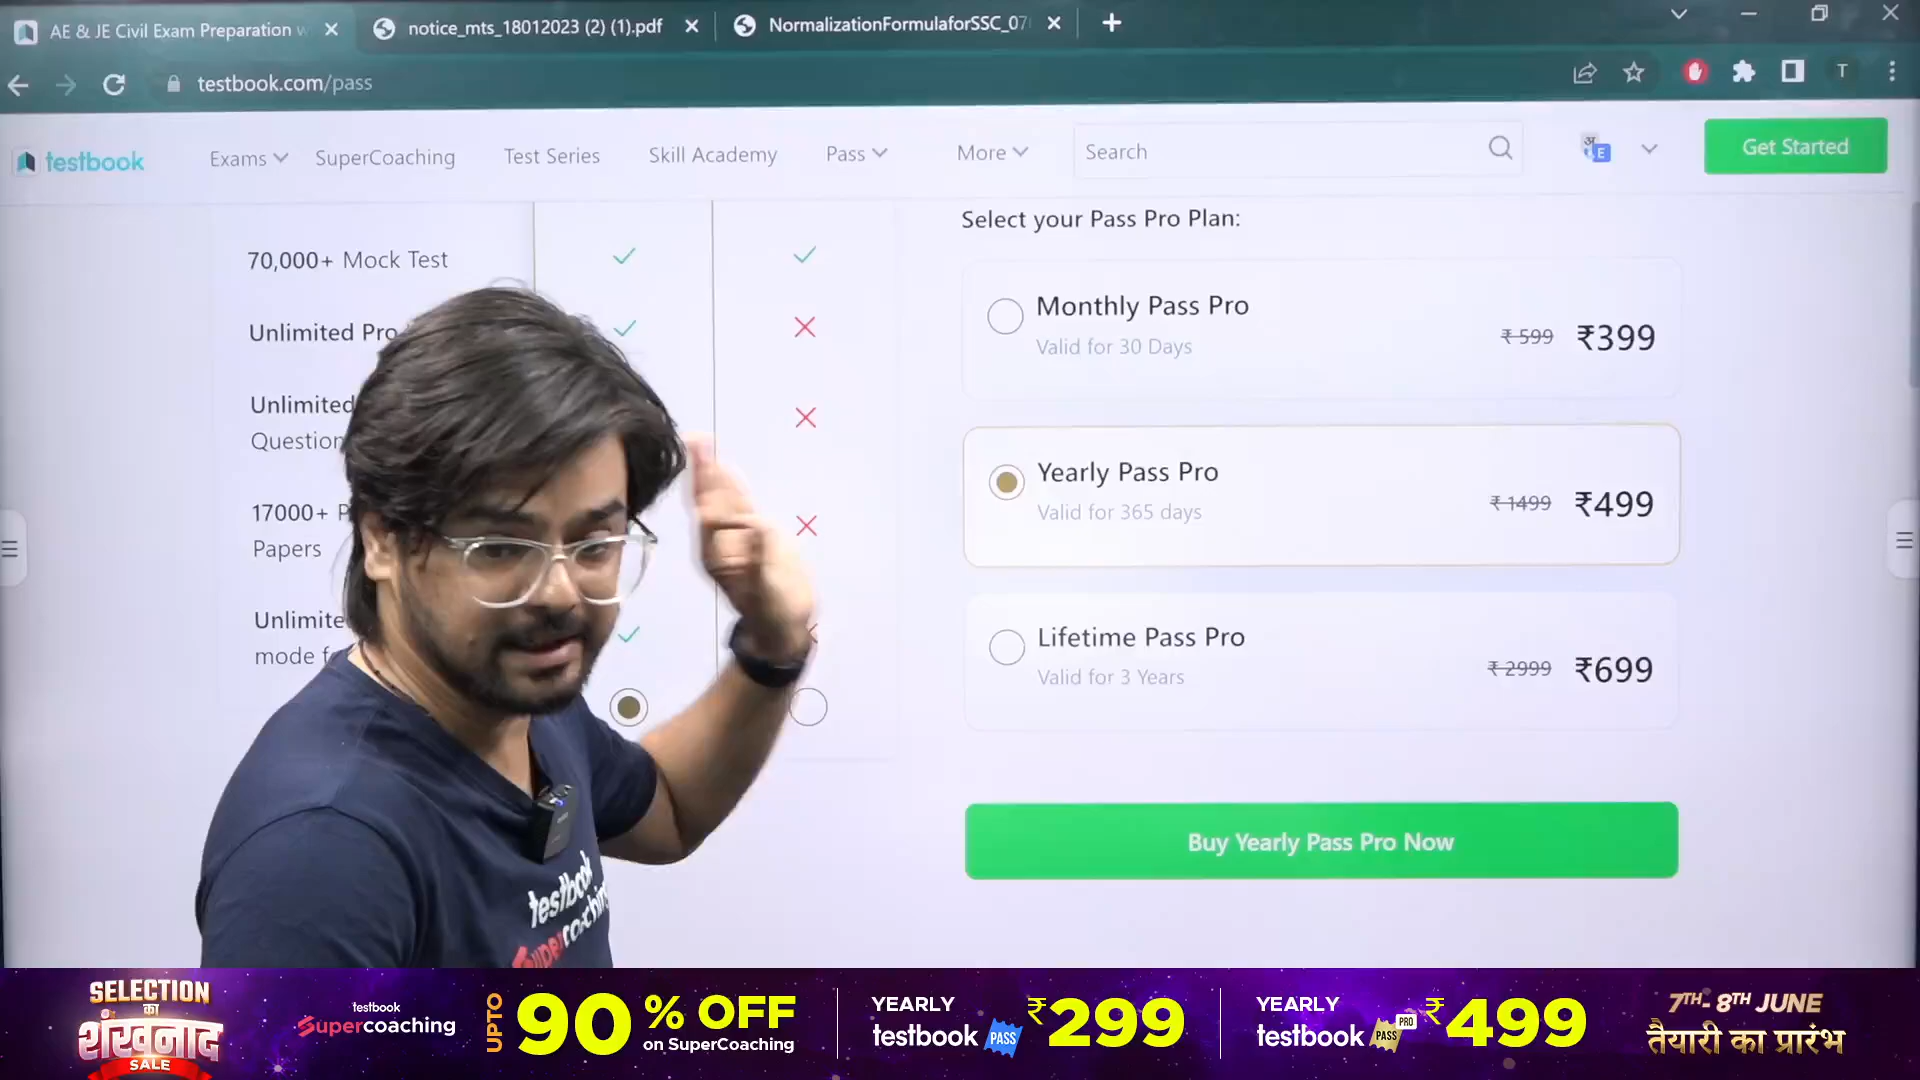 AE & JE Civil Exam Preparation w
notice_mts_18012023 (2) (1).pdf
NormalizationFormulaforSSC_07
testbook.com/pass
T
testbook
Exams
SuperCoaching
Test Series
Skill Academy
Pass
More
Search
अ
E
Get Started
70,000+ Mock Test
Unlimited Pro
Unlimited
Question
17000+ P
Papers
Unlimite
mode f
Select your Pass Pro Plan:
Monthly Pass Pro
Valid for 30 Days
₹ 599 ₹399
Yearly Pass Pro
Valid for 365 days
₹ 1499 ₹499
Lifetime Pass Pro
Valid for 3 Years
₹ 2999 ₹699
Buy Yearly Pass Pro Now
testbook
Supercoaching
SELECTION
का
शंखनाद
SALE
testbook
Supercoaching
UPTO 90% OFF
on SuperCoaching
YEARLY
testbook PASS
₹299
YEARLY
testbook PASS PRO
₹499
7TH-8TH JUNE
तैयारी का प्रारंभ